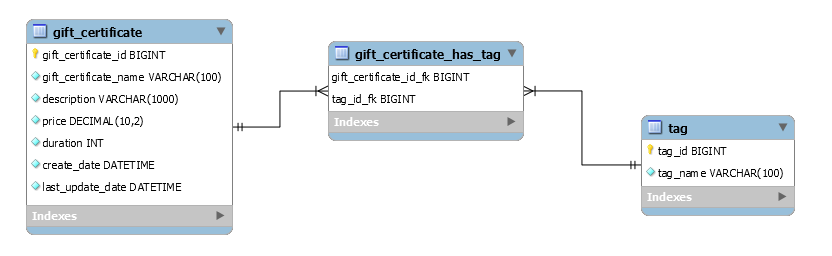 gift_certificate
gift_certificate_id BIGINT
gift_certificate_name VARCHAR(100)
description VARCHAR(1000)
price DECIMAL(10,2)
duration INT
create_date DATETIME
last_update_date DATETIME
Indexes
gift_certificate_has_tag
gift_certificate_id_fk BIGINT
tag_id_fk BIGINT
Indexes
tag
tag_id BIGINT
tag_name VARCHAR(100)
Indexes